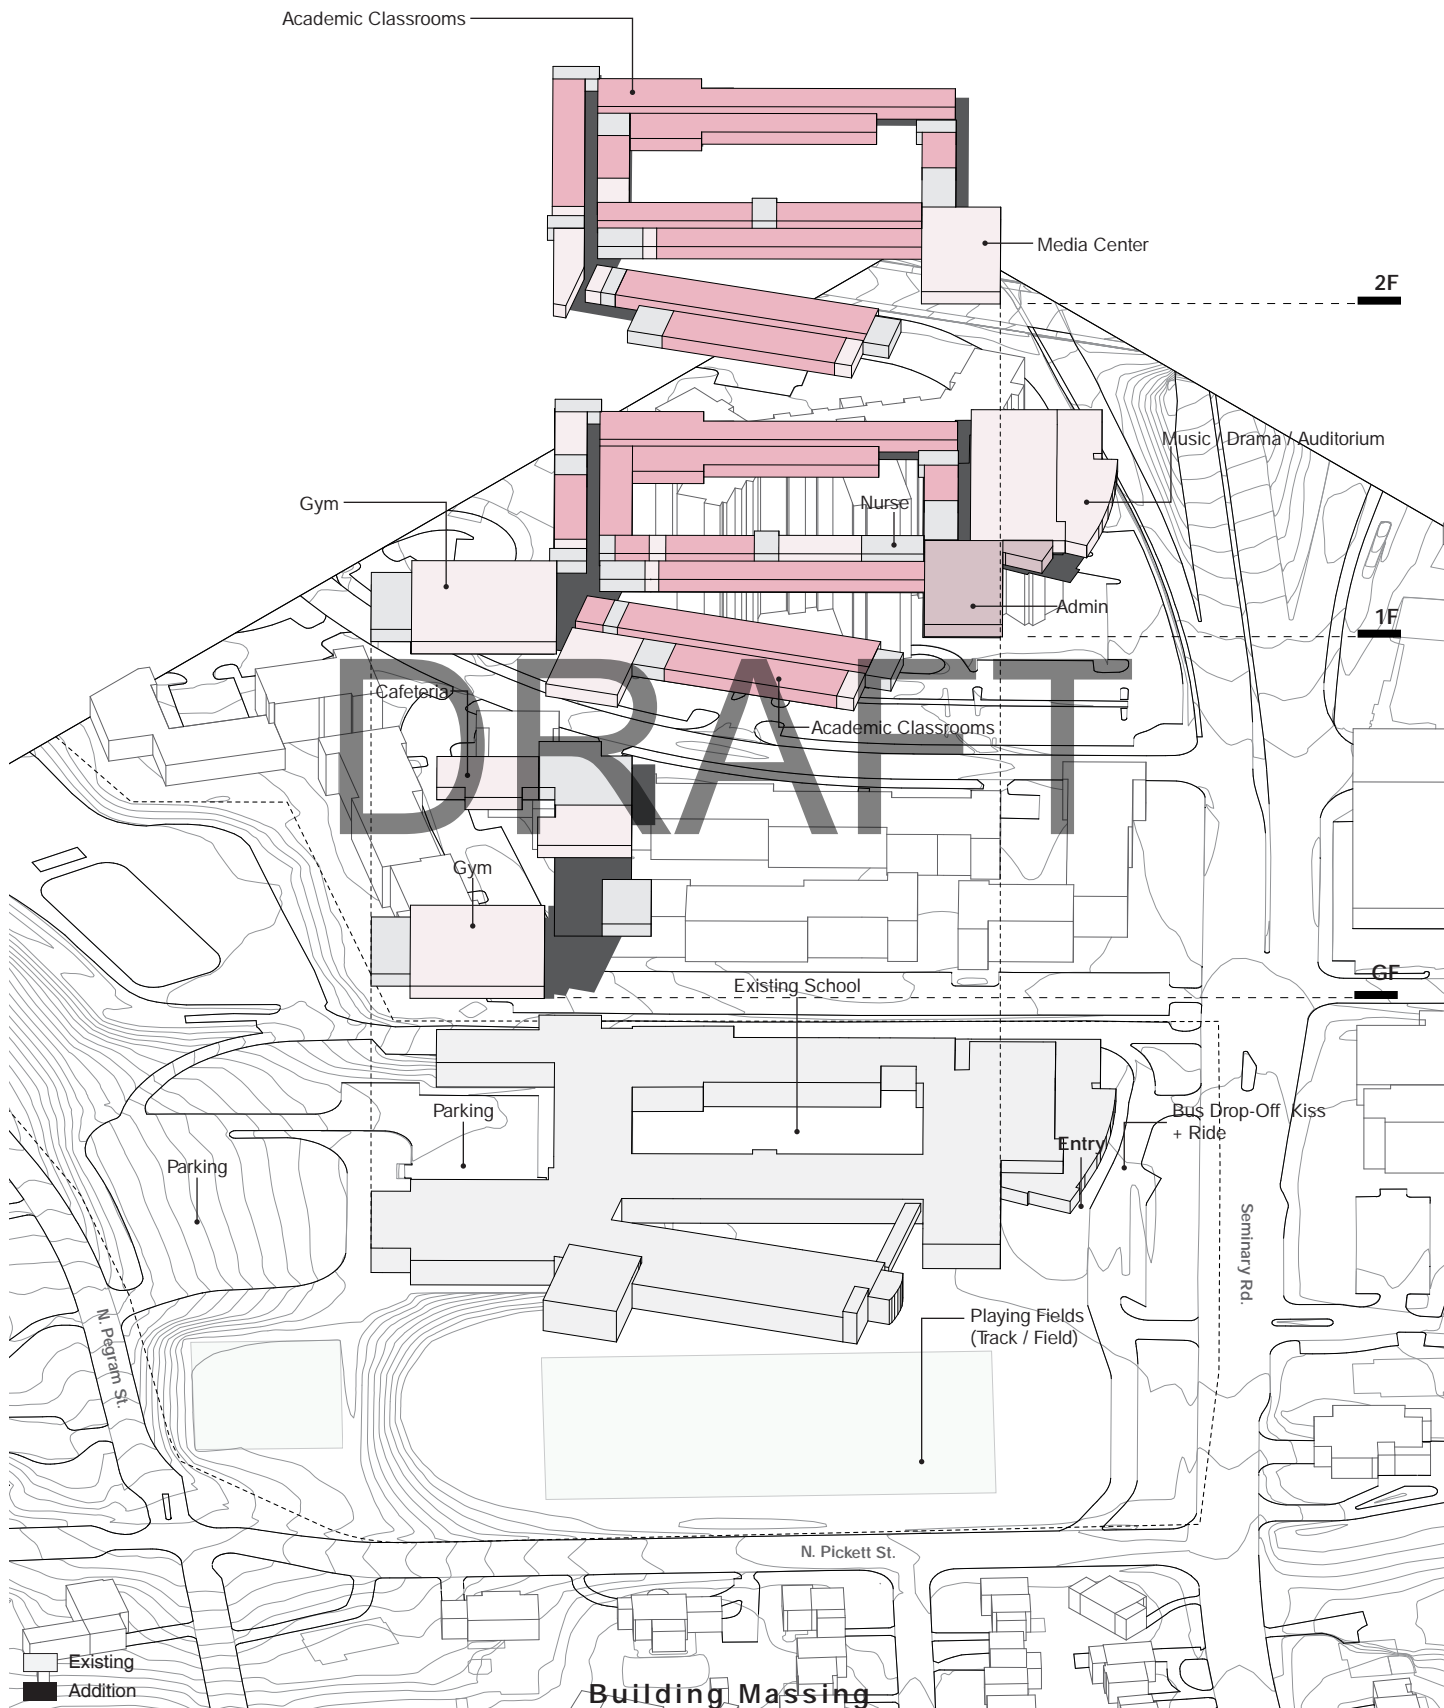 Academic Classrooms
Media Center
2F
Music / Drama / Auditorium
Gym
Nurse
Admin
1F
DRAFT
Cafeteria
Academic Classrooms
Gym
GF
Existing School
Parking
Bus Drop-Off Kiss
+ Ride
Entry
Parking
Seminary Rd.
N. Pegram St.
Playing Fields
(Track / Field)
N. Pickett St.
Existing
Addition
Building Massing